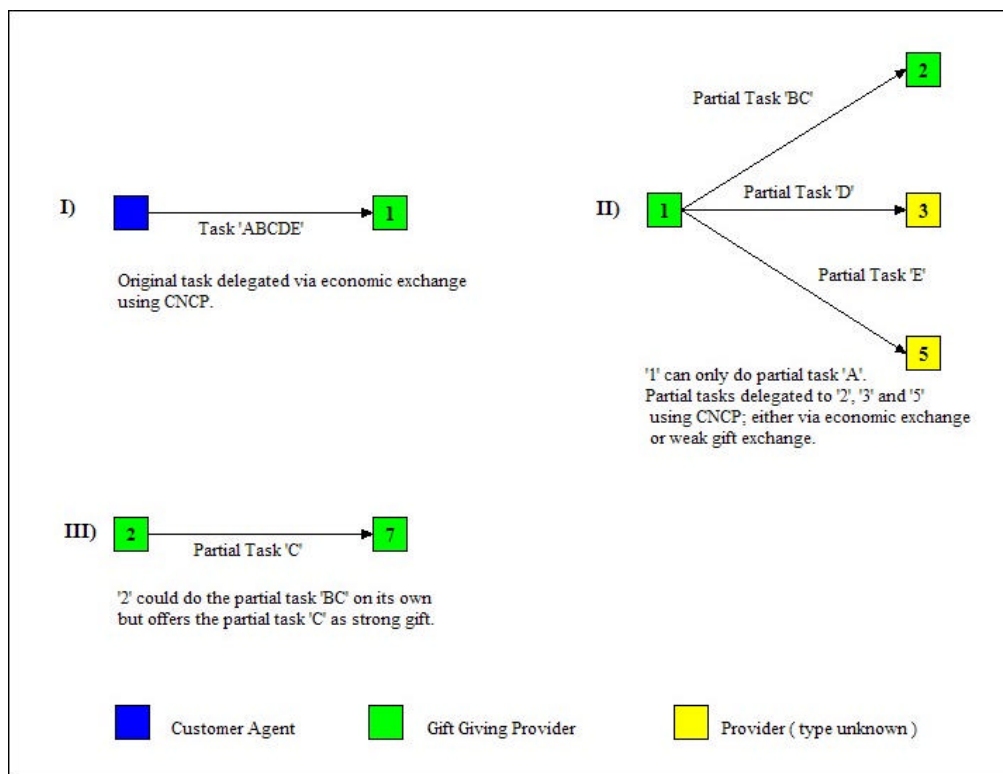 I)
Task 'ABCDE'
1
Original task delegated via economic exchange
using CNCP.
II)
1
Partial Task 'BC'
2
Partial Task 'D'
3
Partial Task 'E'
5
'1' can only do partial task 'A'.
Partial tasks delegated to '2', '3' and '5'
using CNCP; either via economic exchange
or weak gift exchange.
III)
2
Partial Task 'C'
7
'2' could do the partial task 'BC' on its own
but offers the partial task 'C' as strong gift.
Customer Agent
Gift Giving Provider
Provider ( type unknown )